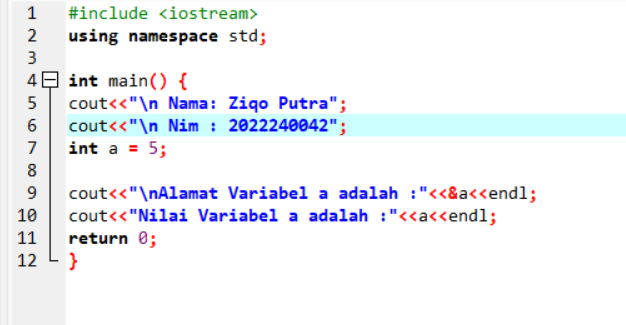 1 #include <iostream>
2 using namespace std;
3
4 int main() {
5 cout<<"\n Nama: Ziqo Putra";
6 cout<<"\n Nim : 2022240042";
7 int a = 5;
8
9 cout<<"\nAlamat Variabel a adalah :"<<&a<<endl;
10 cout<<"Nilai Variabel a adalah :"<<a<<endl;
11 return 0;
12 }